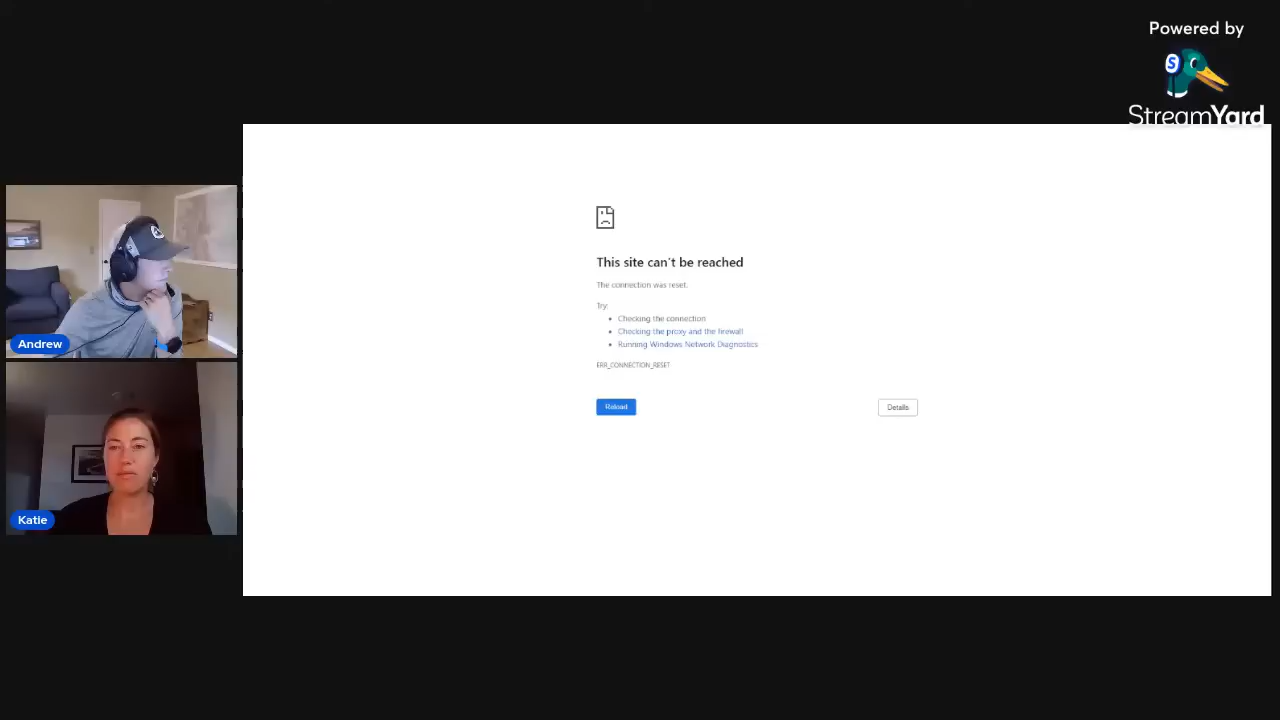 Powered by
S
StreamYard
Andrew
Katie
This site can't be reached
The connection was reset.
Try:
Checking the connection
Checking the proxy and the firewall
Running Windows Network Diagnostics
ERR_CONNECTION_RESET
Reload
Details